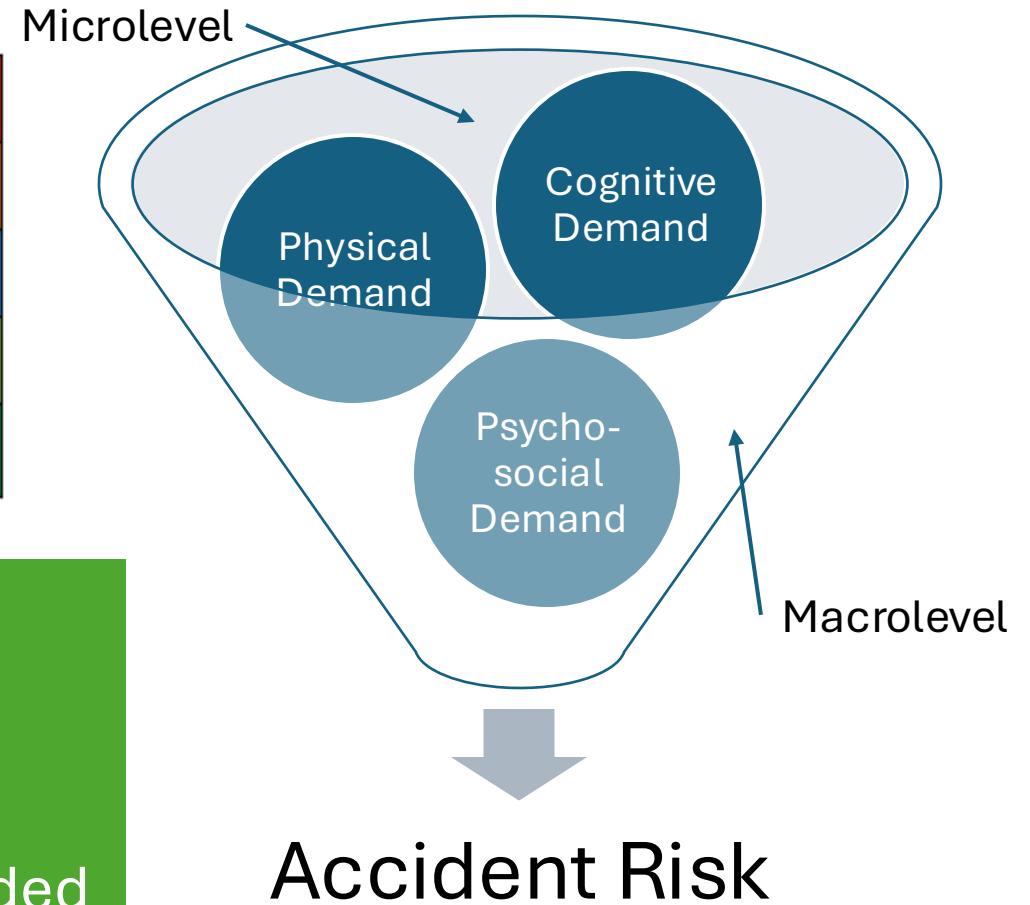 Microlevel
Cognitive
Demand
Physical
Demand
Psycho-
social
Demand
Macrolevel
Accident Risk